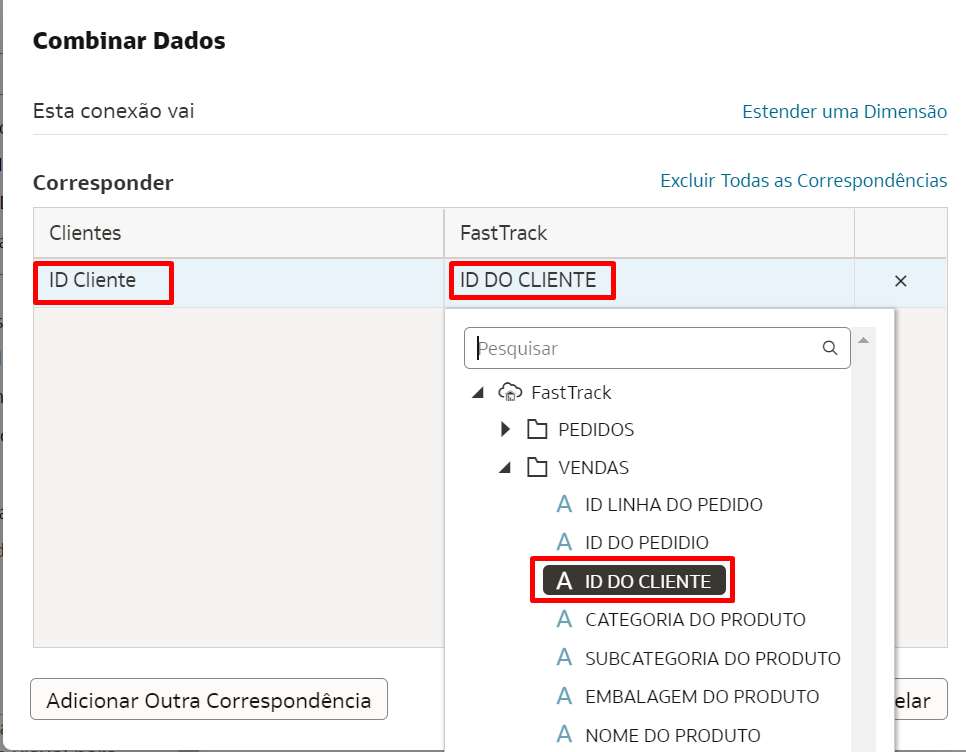 Combinar Dados
Esta conexão vai
Estender uma Dimensão
Corresponder
Excluir Todas as Correspondências
Clientes
FastTrack
ID Cliente
ID DO CLIENTE
Pesquisar
FastTrack
PEDIDOS
VENDAS
A ID LINHA DO PEDIDO
A ID DO PEDIDIO
A ID DO CLIENTE
A CATEGORIA DO PRODUTO
A SUBCATEGORIA DO PRODUTO
A EMBALAGEM DO PRODUTO
A NOME DO PRODUTO
Adicionar Outra Correspondência
elar